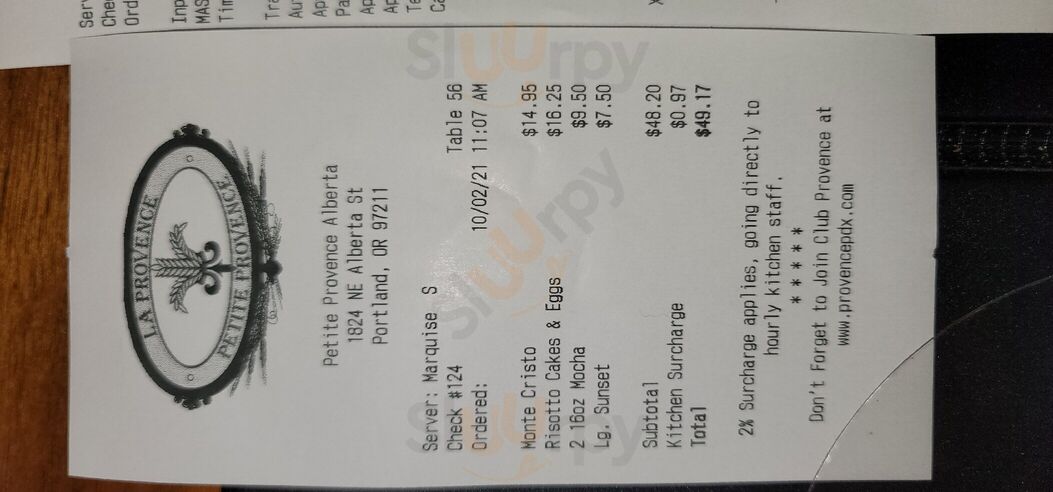 LA PROVENCE
PETITE PROVENCE
Petite Provence Alberta
1824 NE Alberta St
Portland, OR 97211
Server: Marquise S
Check #124 Table 56
Ordered: 10/02/21 11:07 AM
Monte Cristo $14.95
Risotto Cakes & Eggs $16.25
2 16oz Mocha $9.50
Lg. Sunset $7.50
Subtotal $48.20
Kitchen Surcharge $0.97
Total $49.17
2% Surcharge applies, going directly to
hourly kitchen staff.
* * * * *
Don't Forget to Join Club Provence at
www.provencepdx.com
Sluurpy
Sluurpy
Sluurpy